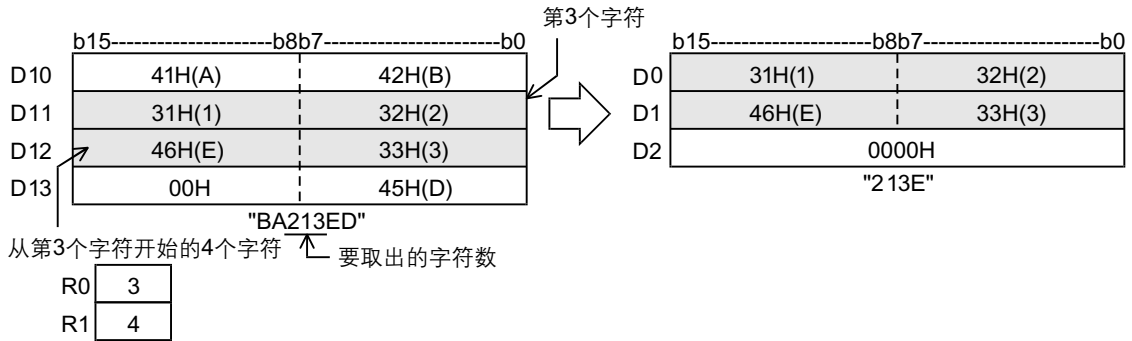 第3个字符
b15---------------------b8b7-----------------------b0
D10 41H(A) 42H(B)
D11 31H(1) 32H(2)
D12 46H(E) 33H(3)
D13 00H 45H(D)
"BA213ED"
从第3个字符开始的4个字符
要取出的字符数
R0 3
R1 4
b15---------------------b8b7-----------------------b0
D0 31H(1) 32H(2)
D1 46H(E) 33H(3)
D2 0000H
"213E"